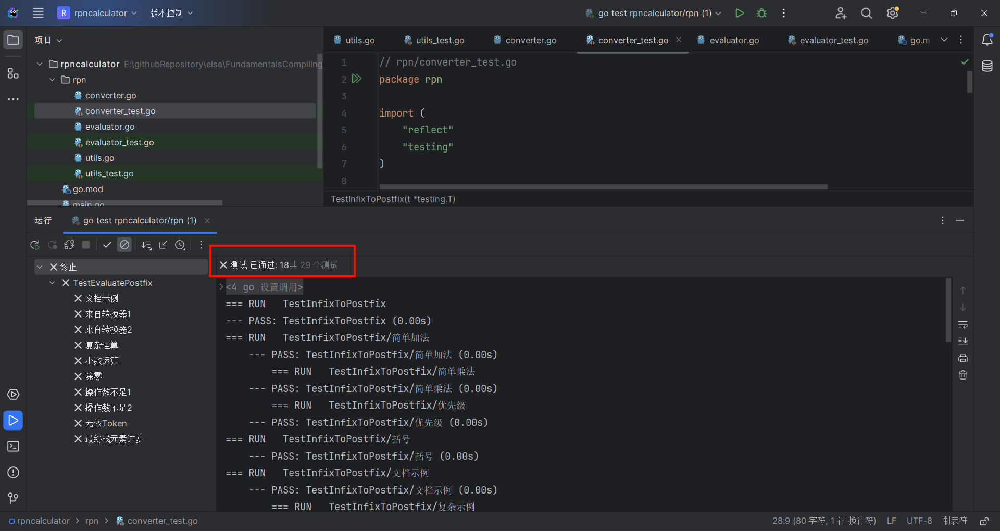 GO
R rpncalculator 版本控制 go test rpncalculator/rpn (1)
项目
utils.go utils_test.go converter.go converter_test.go evaluator.go evaluator_test.go go.m
rpncalculator E:\githubRepository\else\FundamentalsCompiling
rpn
converter.go
converter_test.go
evaluator.go
evaluator_test.go
utils.go
utils_test.go
go.mod
main.go
1 // rpn/converter_test.go
2 package rpn
3
4 import (
5 "reflect"
6 "testing"
7 )
8
TestInfixToPostfix(t *testing.T)
运行 go test rpncalculator/rpn (1)
终止
TestEvaluatePostfix
文档示例
来自转换器1
来自转换器2
复杂运算
小数运算
除零
操作数不足1
操作数不足2
无效Token
最终栈元素过多
测试 已通过: 18共 29 个测试
<4 go 设置调用>
=== RUN TestInfixToPostfix
--- PASS: TestInfixToPostfix (0.00s)
=== RUN TestInfixToPostfix/简单加法
--- PASS: TestInfixToPostfix/简单加法 (0.00s)
=== RUN TestInfixToPostfix/简单乘法
--- PASS: TestInfixToPostfix/简单乘法 (0.00s)
=== RUN TestInfixToPostfix/优先级
--- PASS: TestInfixToPostfix/优先级 (0.00s)
=== RUN TestInfixToPostfix/括号
--- PASS: TestInfixToPostfix/括号 (0.00s)
=== RUN TestInfixToPostfix/文档示例
--- PASS: TestInfixToPostfix/文档示例 (0.00s)
=== RUN TestInfixToPostfix/复杂示例
rpncalculator > rpn > converter_test.go
28:9 (80 字符, 1 行 换行符) LF UTF-8 制表符